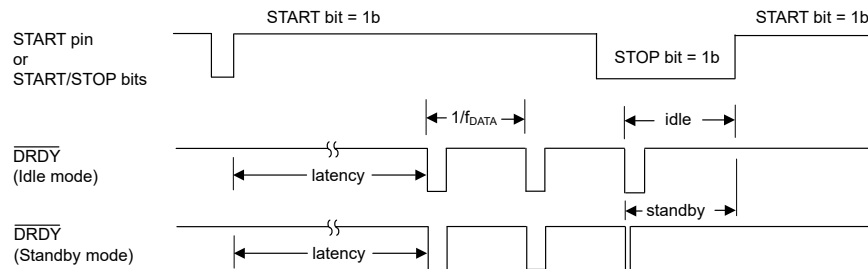 START bit = 1b
START bit = 1b
START pin
or
START/STOP bits
STOP bit = 1b
1/fDATA
idle
DRDY
(Idle mode)
latency
standby
DRDY
(Standby mode)
latency